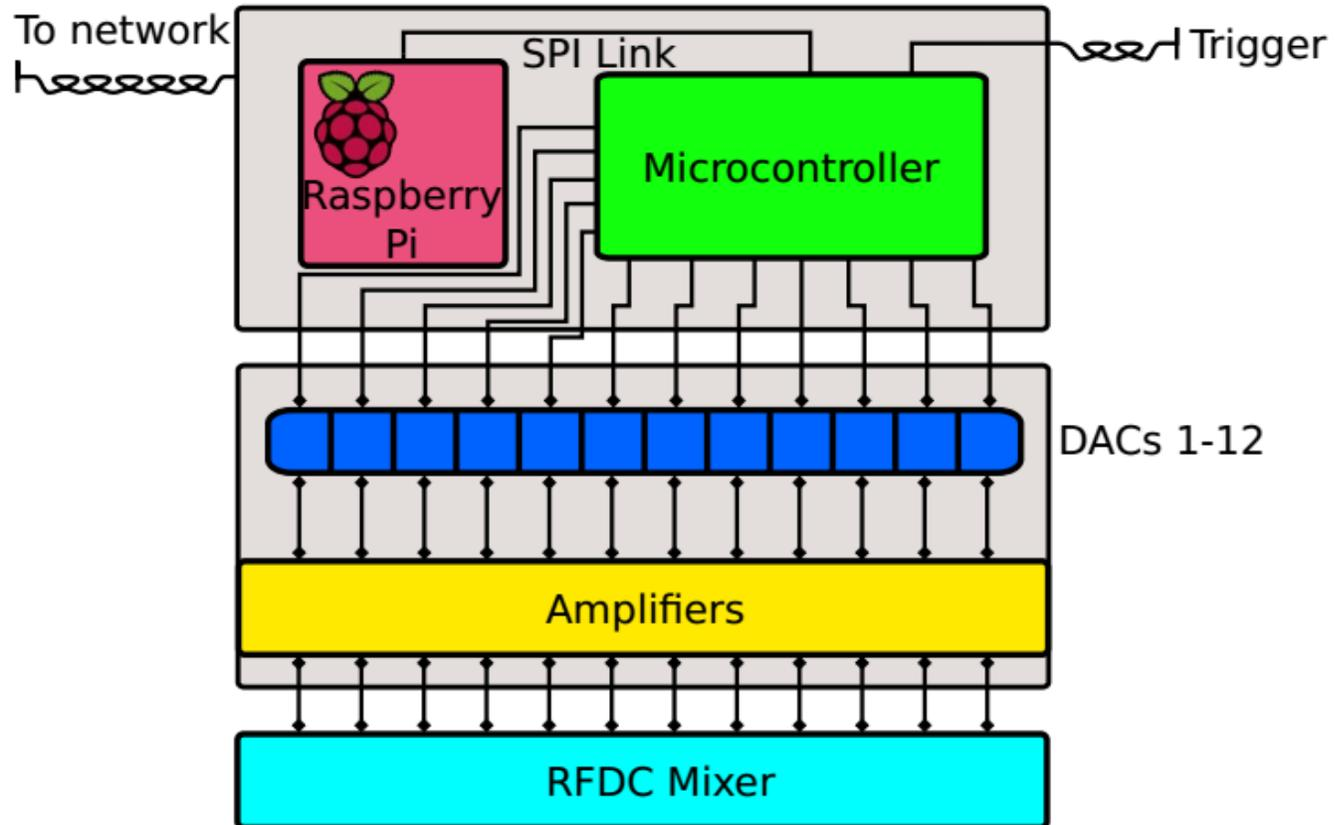 To network
SPI Link
Trigger
Raspberry
Pi
Microcontroller
DACs 1-12
Amplifiers
RFDC Mixer